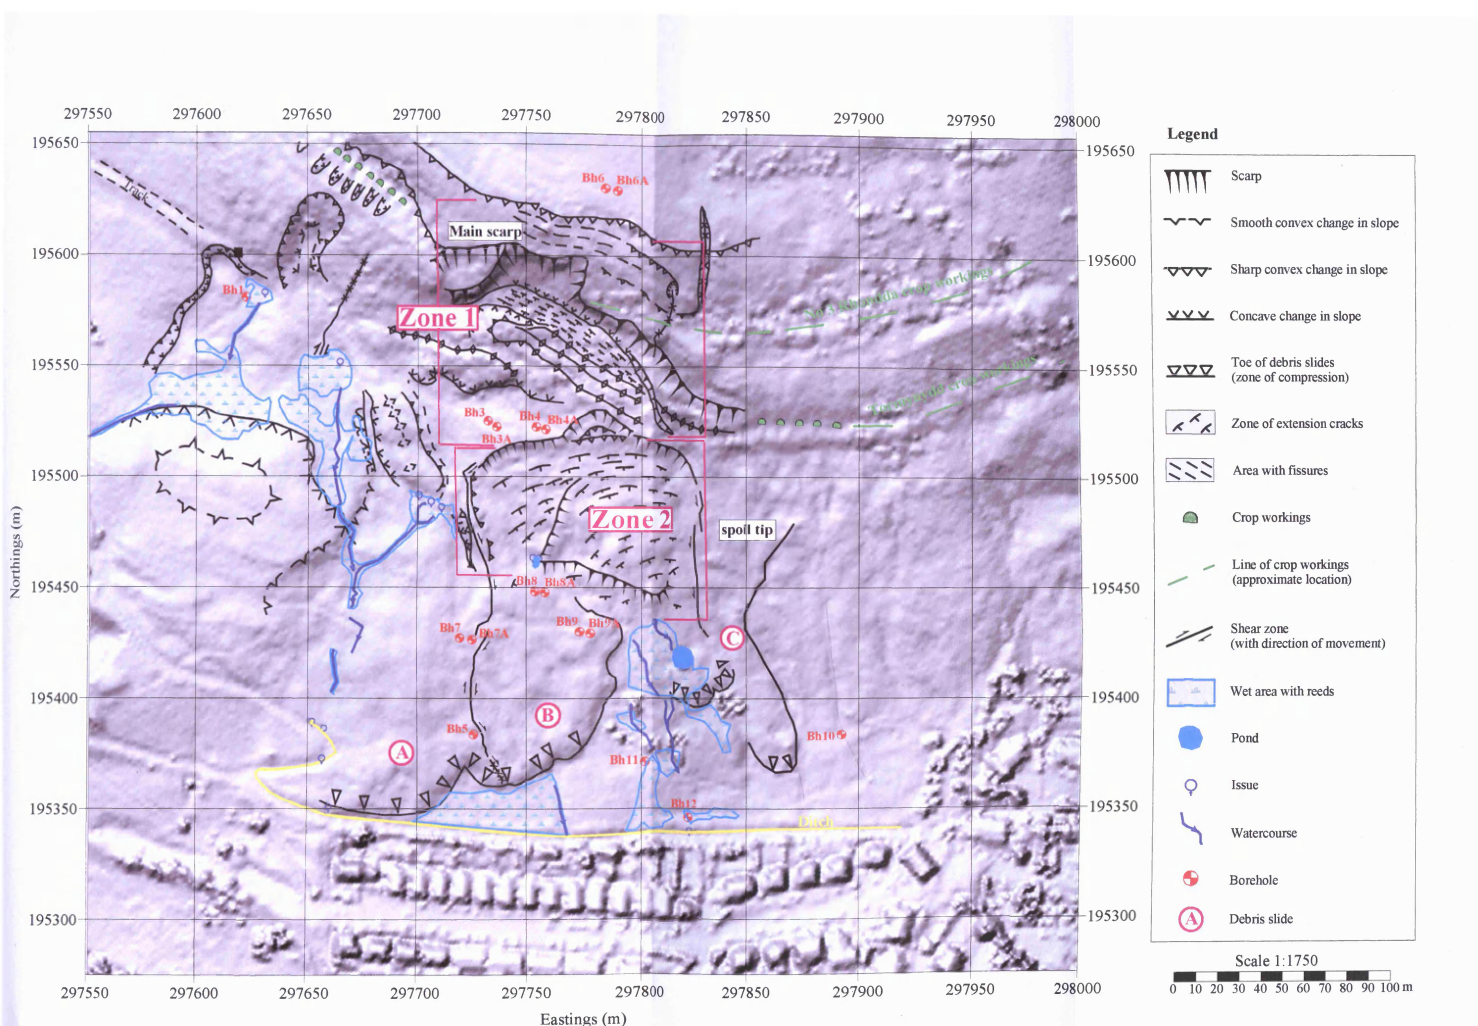 297550 297600 297650 297700 297750 297800 297850 297900 297950 298000
195650
195600
195550
195500
195450
195400
195350
195300
Northings (m)
Track
Bh6
Bh6A
Main scarp
Bh1
Zone 1
Bh3
Bh3A
Bh4
Bh4A
Zone 2
spoil tip
Bh8
Bh8A
Bh7
Bh7A
Bh9
C
B
A
Bh5
Bh10
Bh11
Bh12
Ditch
crop workings
crop workings
195650
195600
195550
195500
195450
195400
195350
195300
297550 297600 297650 297700 297750 297800 297850 297900 297950 298000
Eastings (m)
Legend
Scarp
Smooth convex change in slope
Sharp convex change in slope
Concave change in slope
Toe of debris slides
(zone of compression)
Zone of extension cracks
Area with fissures
Crop workings
Line of crop workings
(approximate location)
Shear zone
(with direction of movement)
Wet area with reeds
Pond
Issue
Watercourse
Borehole
A
Debris slide
Scale 1:1750
0 10 20 30 40 50 60 70 80 90 100 m